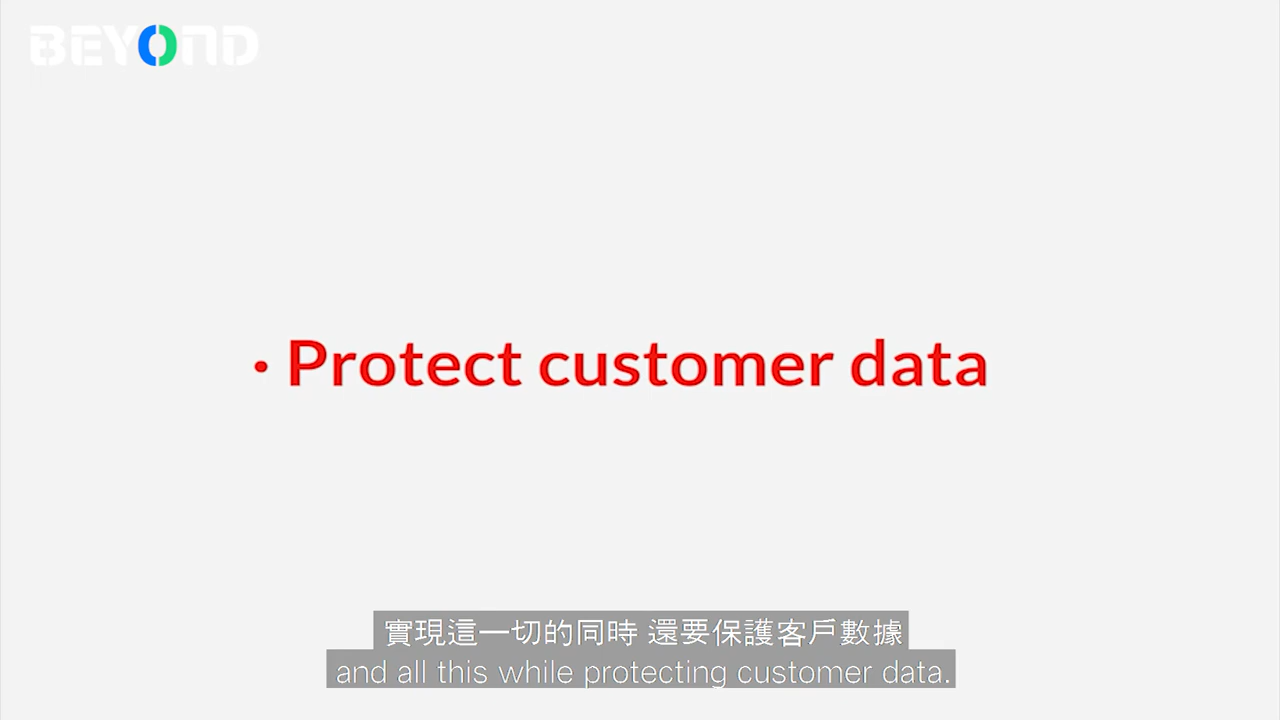 BEYOND
· Protect customer data
實現這一切的同時 還要保護客戶數據
and all this while protecting customer data.